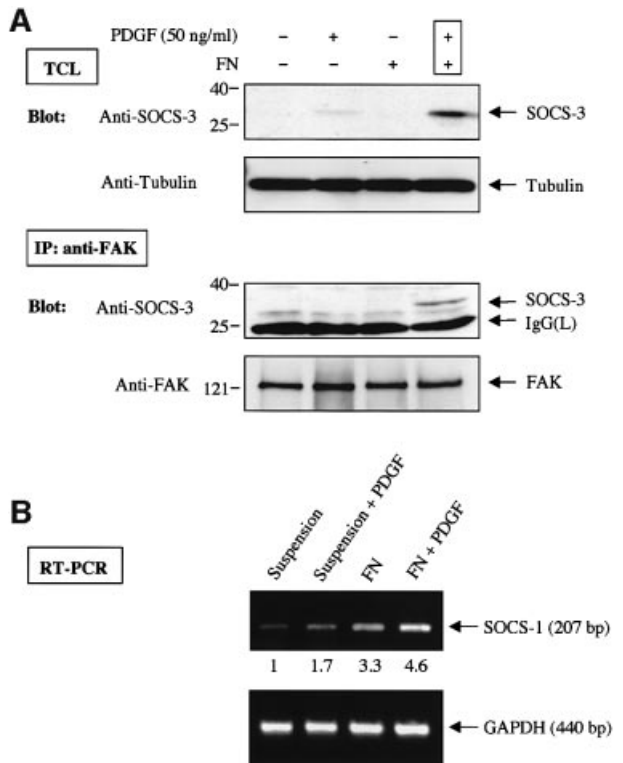 A
PDGF (50 ng/ml) – + – +
TCL FN – – + +
Blot: Anti-SOCS-3 40– 25– SOCS-3
Anti-Tubulin Tubulin
IP: anti-FAK
Blot: Anti-SOCS-3 40– 25– SOCS-3
IgG(L)
Anti-FAK 121– FAK
B
Suspension Suspension + PDGF FN FN + PDGF
RT-PCR
SOCS-1 (207 bp)
1 1.7 3.3 4.6
GAPDH (440 bp)